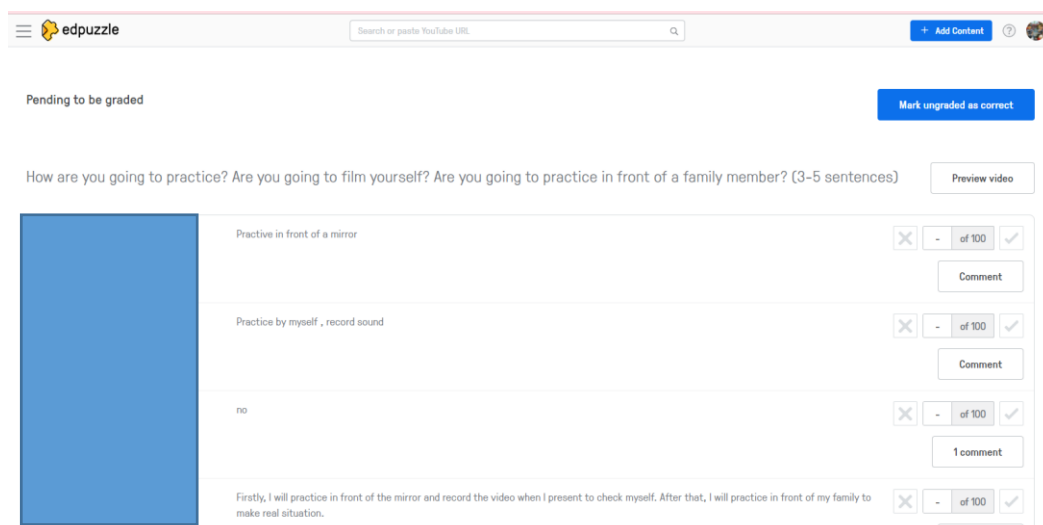 edpuzzle
Search or paste YouTube URL
+ Add Content
?
Pending to be graded
Mark ungraded as correct
How are you going to practice? Are you going to film yourself? Are you going to practice in front of a family member? (3-5 sentences)
Preview video
Practive in front of a mirror
- of 100
Comment
Practice by myself , record sound
- of 100
Comment
no
- of 100
1 comment
Firstly, I will practice in front of the mirror and record the video when I present to check myself. After that, I will practice in front of my family to
make real situation.
- of 100